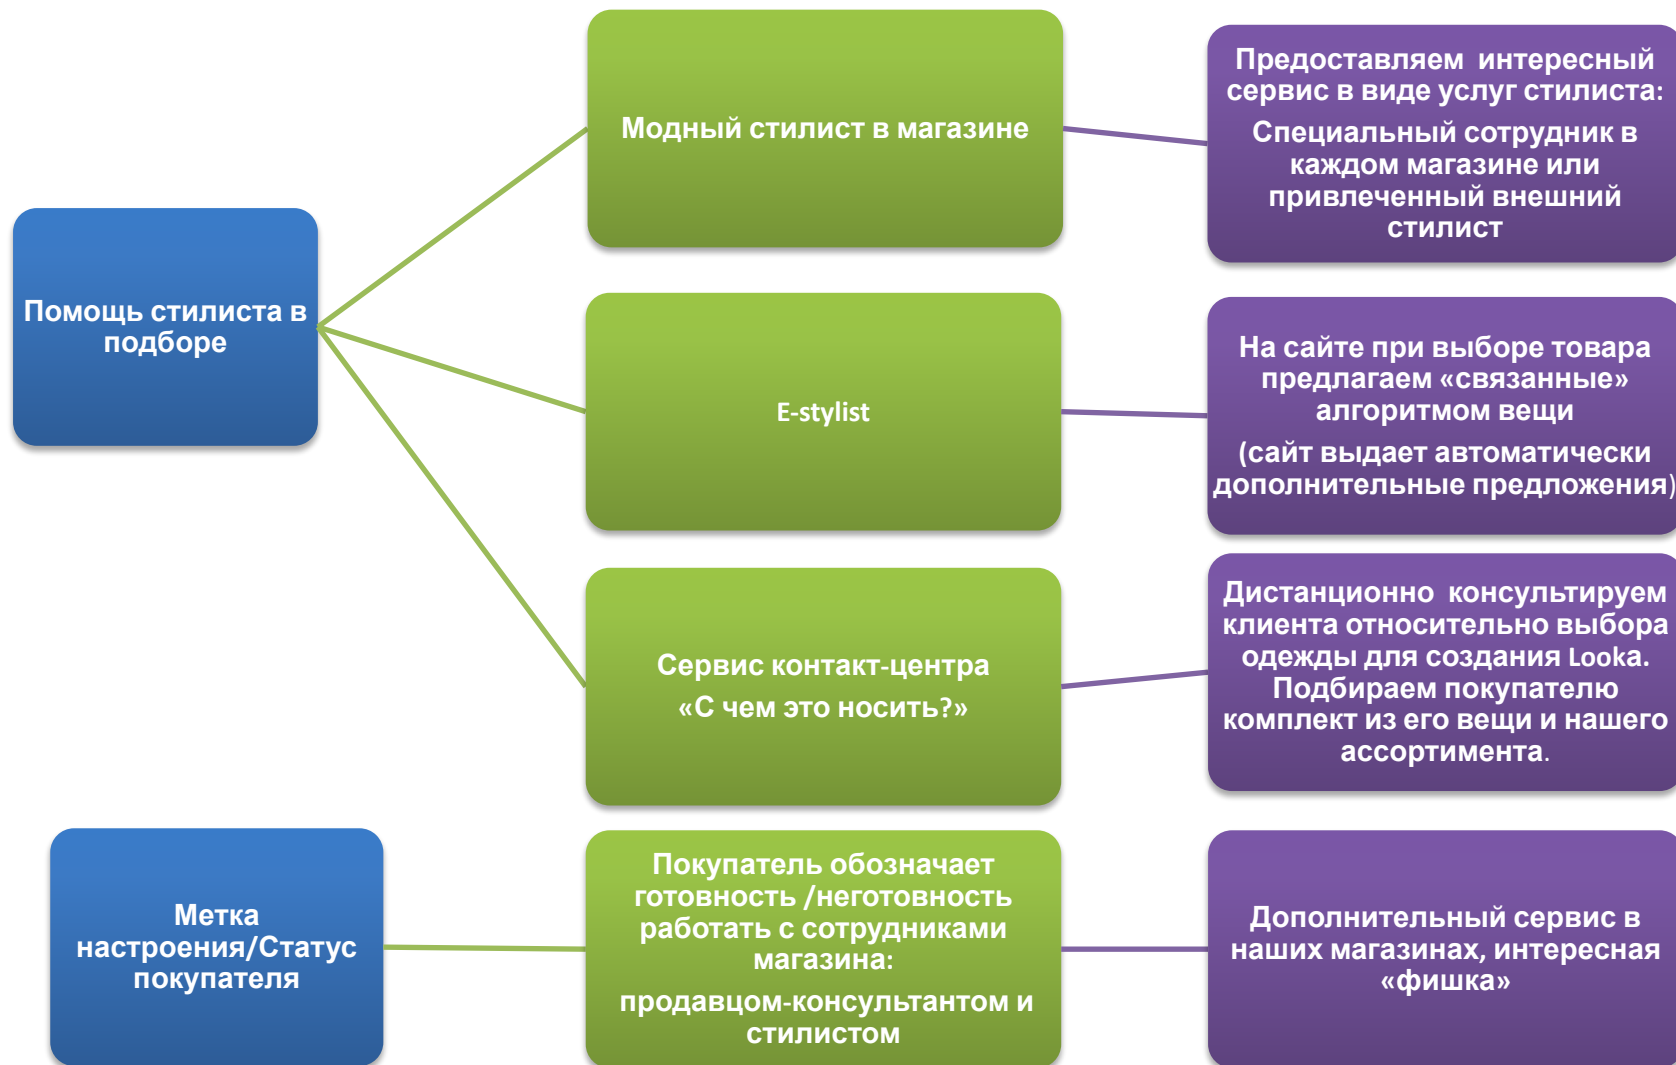 Помощь стилиста в
подборе
Модный стилист в магазине
Предоставляем интересный
сервис в виде услуг стилиста:
Специальный сотрудник в
каждом магазине или
привлеченный внешний
стилист
E-stylist
На сайте при выборе товара
предлагаем «связанные»
алгоритмом вещи
(сайт выдает автоматически
дополнительные предложения)
Сервис контакт-центра
«С чем это носить?»
Дистанционно консультируем
клиента относительно выбора
одежды для создания Lookа.
Подбираем покупателю
комплект из его вещи и нашего
ассортимента.
Метка
настроения/Статус
покупателя
Покупатель обозначает
готовность /неготовность
работать с сотрудниками
магазина:
продавцом-консультантом и
стилистом
Дополнительный сервис в
наших магазинах, интересная
«фишка»